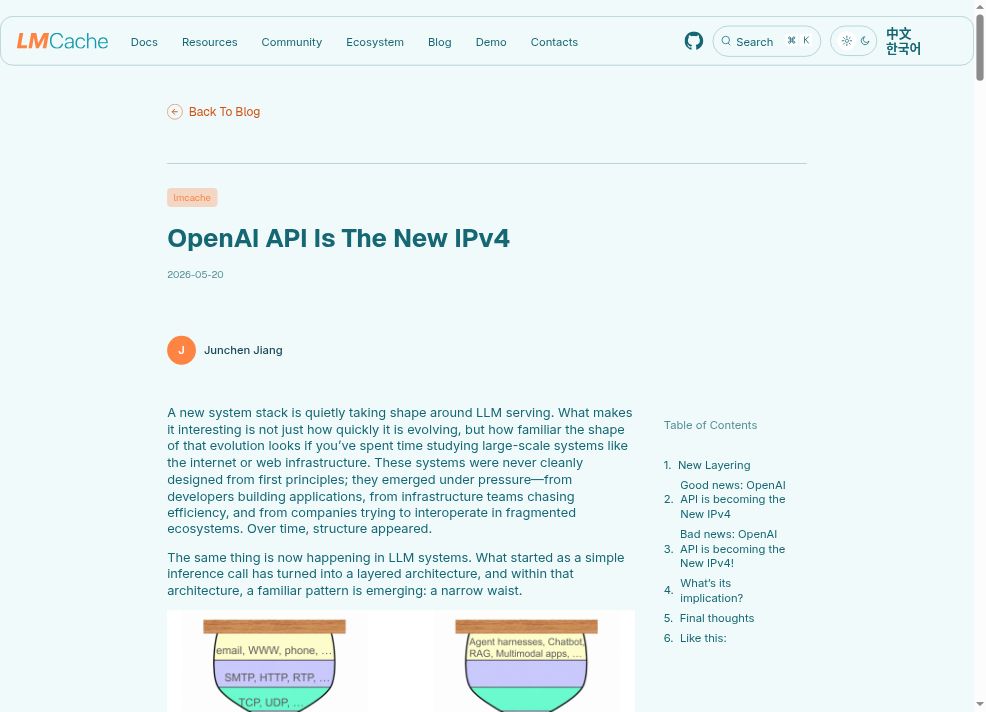 LMCache
Docs
Resources
Community
Ecosystem
Blog
Demo
Contacts
Search ⌘ K
中文
한국어
Back To Blog
lmcache
OpenAI API Is The New IPv4
2026-05-20
J
Junchen Jiang
A new system stack is quietly taking shape around LLM serving. What makes
it interesting is not just how quickly it is evolving, but how familiar the shape
of that evolution looks if you’ve spent time studying large-scale systems like
the internet or web infrastructure. These systems were never cleanly
designed from first principles; they emerged under pressure—from
developers building applications, from infrastructure teams chasing
efficiency, and from companies trying to interoperate in fragmented
ecosystems. Over time, structure appeared.
The same thing is now happening in LLM systems. What started as a simple
inference call has turned into a layered architecture, and within that
architecture, a familiar pattern is emerging: a narrow waist.
email, WWW, phone, ...
SMTP, HTTP, RTP, ...
TCP, UDP, ...
Agent harnesses, Chatbot,
RAG, Multimodal apps, ...
Table of Contents
1. New Layering
2. Good news: OpenAI
API is becoming the
New IPv4
3. Bad news: OpenAI
API is becoming the
New IPv4!
4. What’s its
implication?
5. Final thoughts
6. Like this: